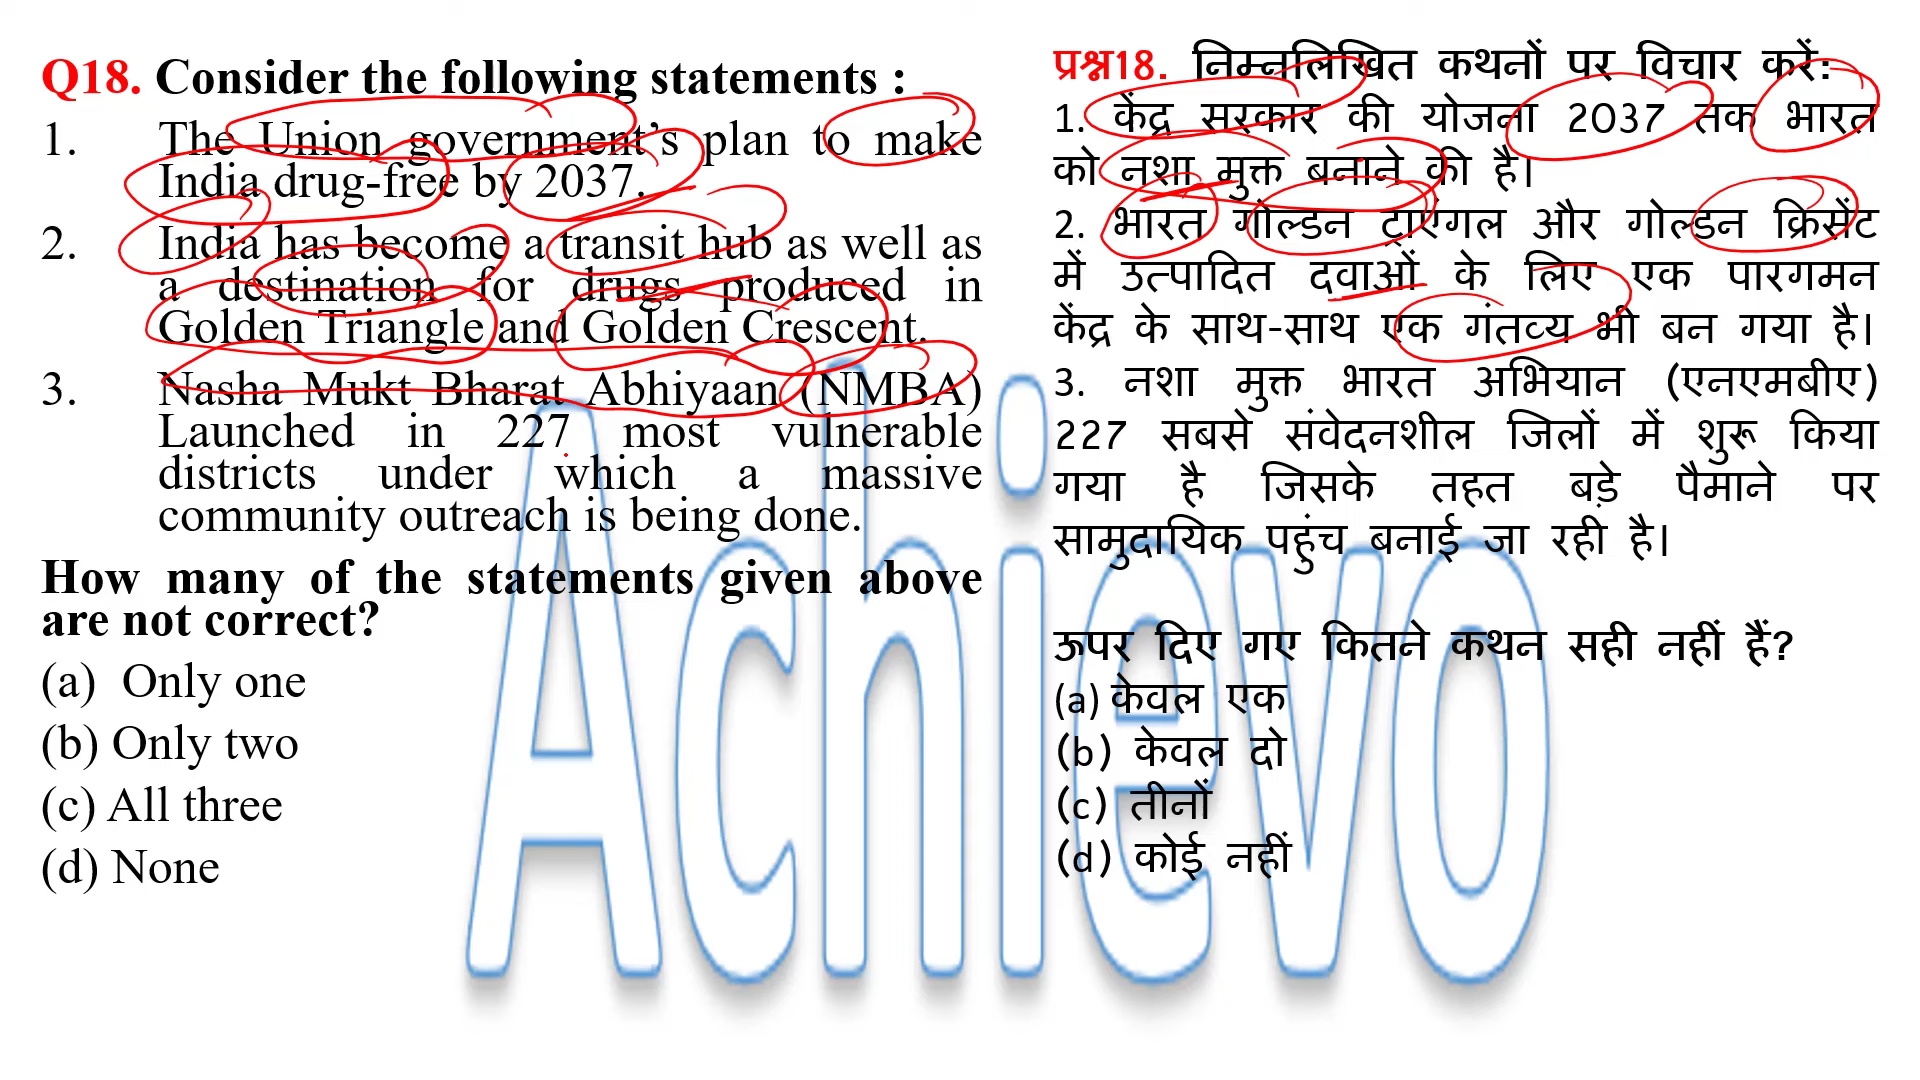 Q18. Consider the following statements :
1. The Union government’s plan to make
India drug-free by 2037.
2. India has become a transit hub as well as
a destination for drugs produced in
Golden Triangle and Golden Crescent.
3. Nasha Mukt Bharat Abhiyaan (NMBA)
Launched in 227 most vulnerable
districts under which a massive
community outreach is being done.
How many of the statements given above
are not correct?
(a) Only one
(b) Only two
(c) All three
(d) None
प्रश्न18. निम्नलिखित कथनों पर विचार करें:
1. केंद्र सरकार की योजना 2037 तक भारत
को नशा मुक्त बनाने की है।
2. भारत गोल्डन ट्राएंगल और गोल्डन क्रिसेंट
में उत्पादित दवाओं के लिए एक पारगमन
केंद्र के साथ-साथ एक गंतव्य भी बन गया है।
3. नशा मुक्त भारत अभियान (एनएमबीए)
227 सबसे संवेदनशील जिलों में शुरू किया
गया है जिसके तहत बड़े पैमाने पर
सामुदायिक पहुंच बनाई जा रही है।
ऊपर दिए गए कितने कथन सही नहीं हैं?
(a) केवल एक
(b) केवल दो
(c) तीनों
(d) कोई नहीं
Achievo